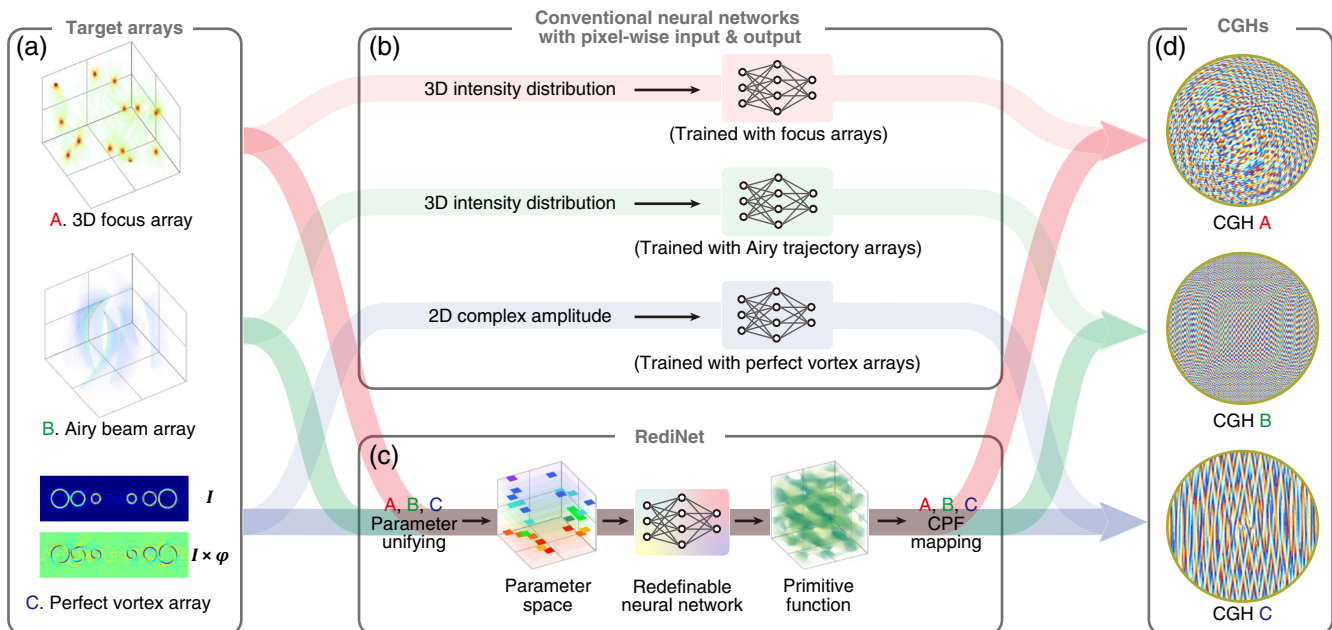 Target arrays
(a)
A. 3D focus array
B. Airy beam array
I
I × φ
C. Perfect vortex array
Conventional neural networks
with pixel-wise input & output
(b)
3D intensity distribution
(Trained with focus arrays)
3D intensity distribution
(Trained with Airy trajectory arrays)
2D complex amplitude
(Trained with perfect vortex arrays)
RediNet
(c)
A, B, C
Parameter
unifying
Parameter
space
Redefinable
neural network
Primitive
function
A, B, C
CPF
mapping
CGHs
(d)
CGH A
CGH B
CGH C